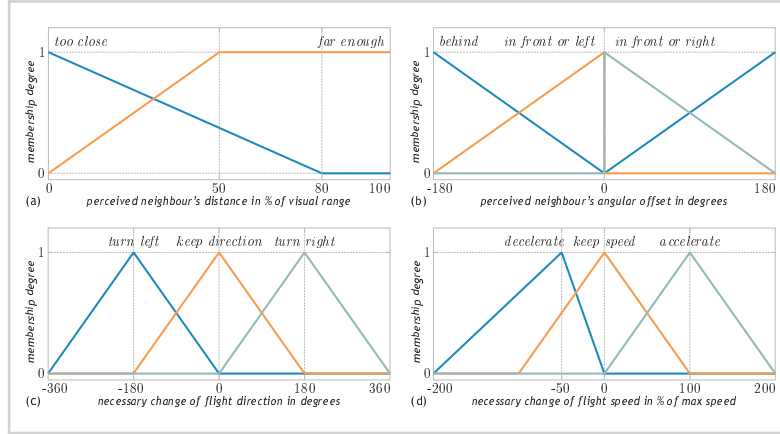 too close far enough
1
membership degree
0
0 50 80 100
(a) perceived neighbour's distance in % of visual range
behind in front or left in front or right
1
membership degree
0
-180 0 180
(b) perceived neighbour's angular offset in degrees
turn left keep direction turn right
1
membership degree
0
-360 -180 0 180 360
(c) necessary change of flight direction in degrees
decelerate keep speed accelerate
1
membership degree
0
-200 -50 0 100 200
(d) necessary change of flight speed in % of max speed